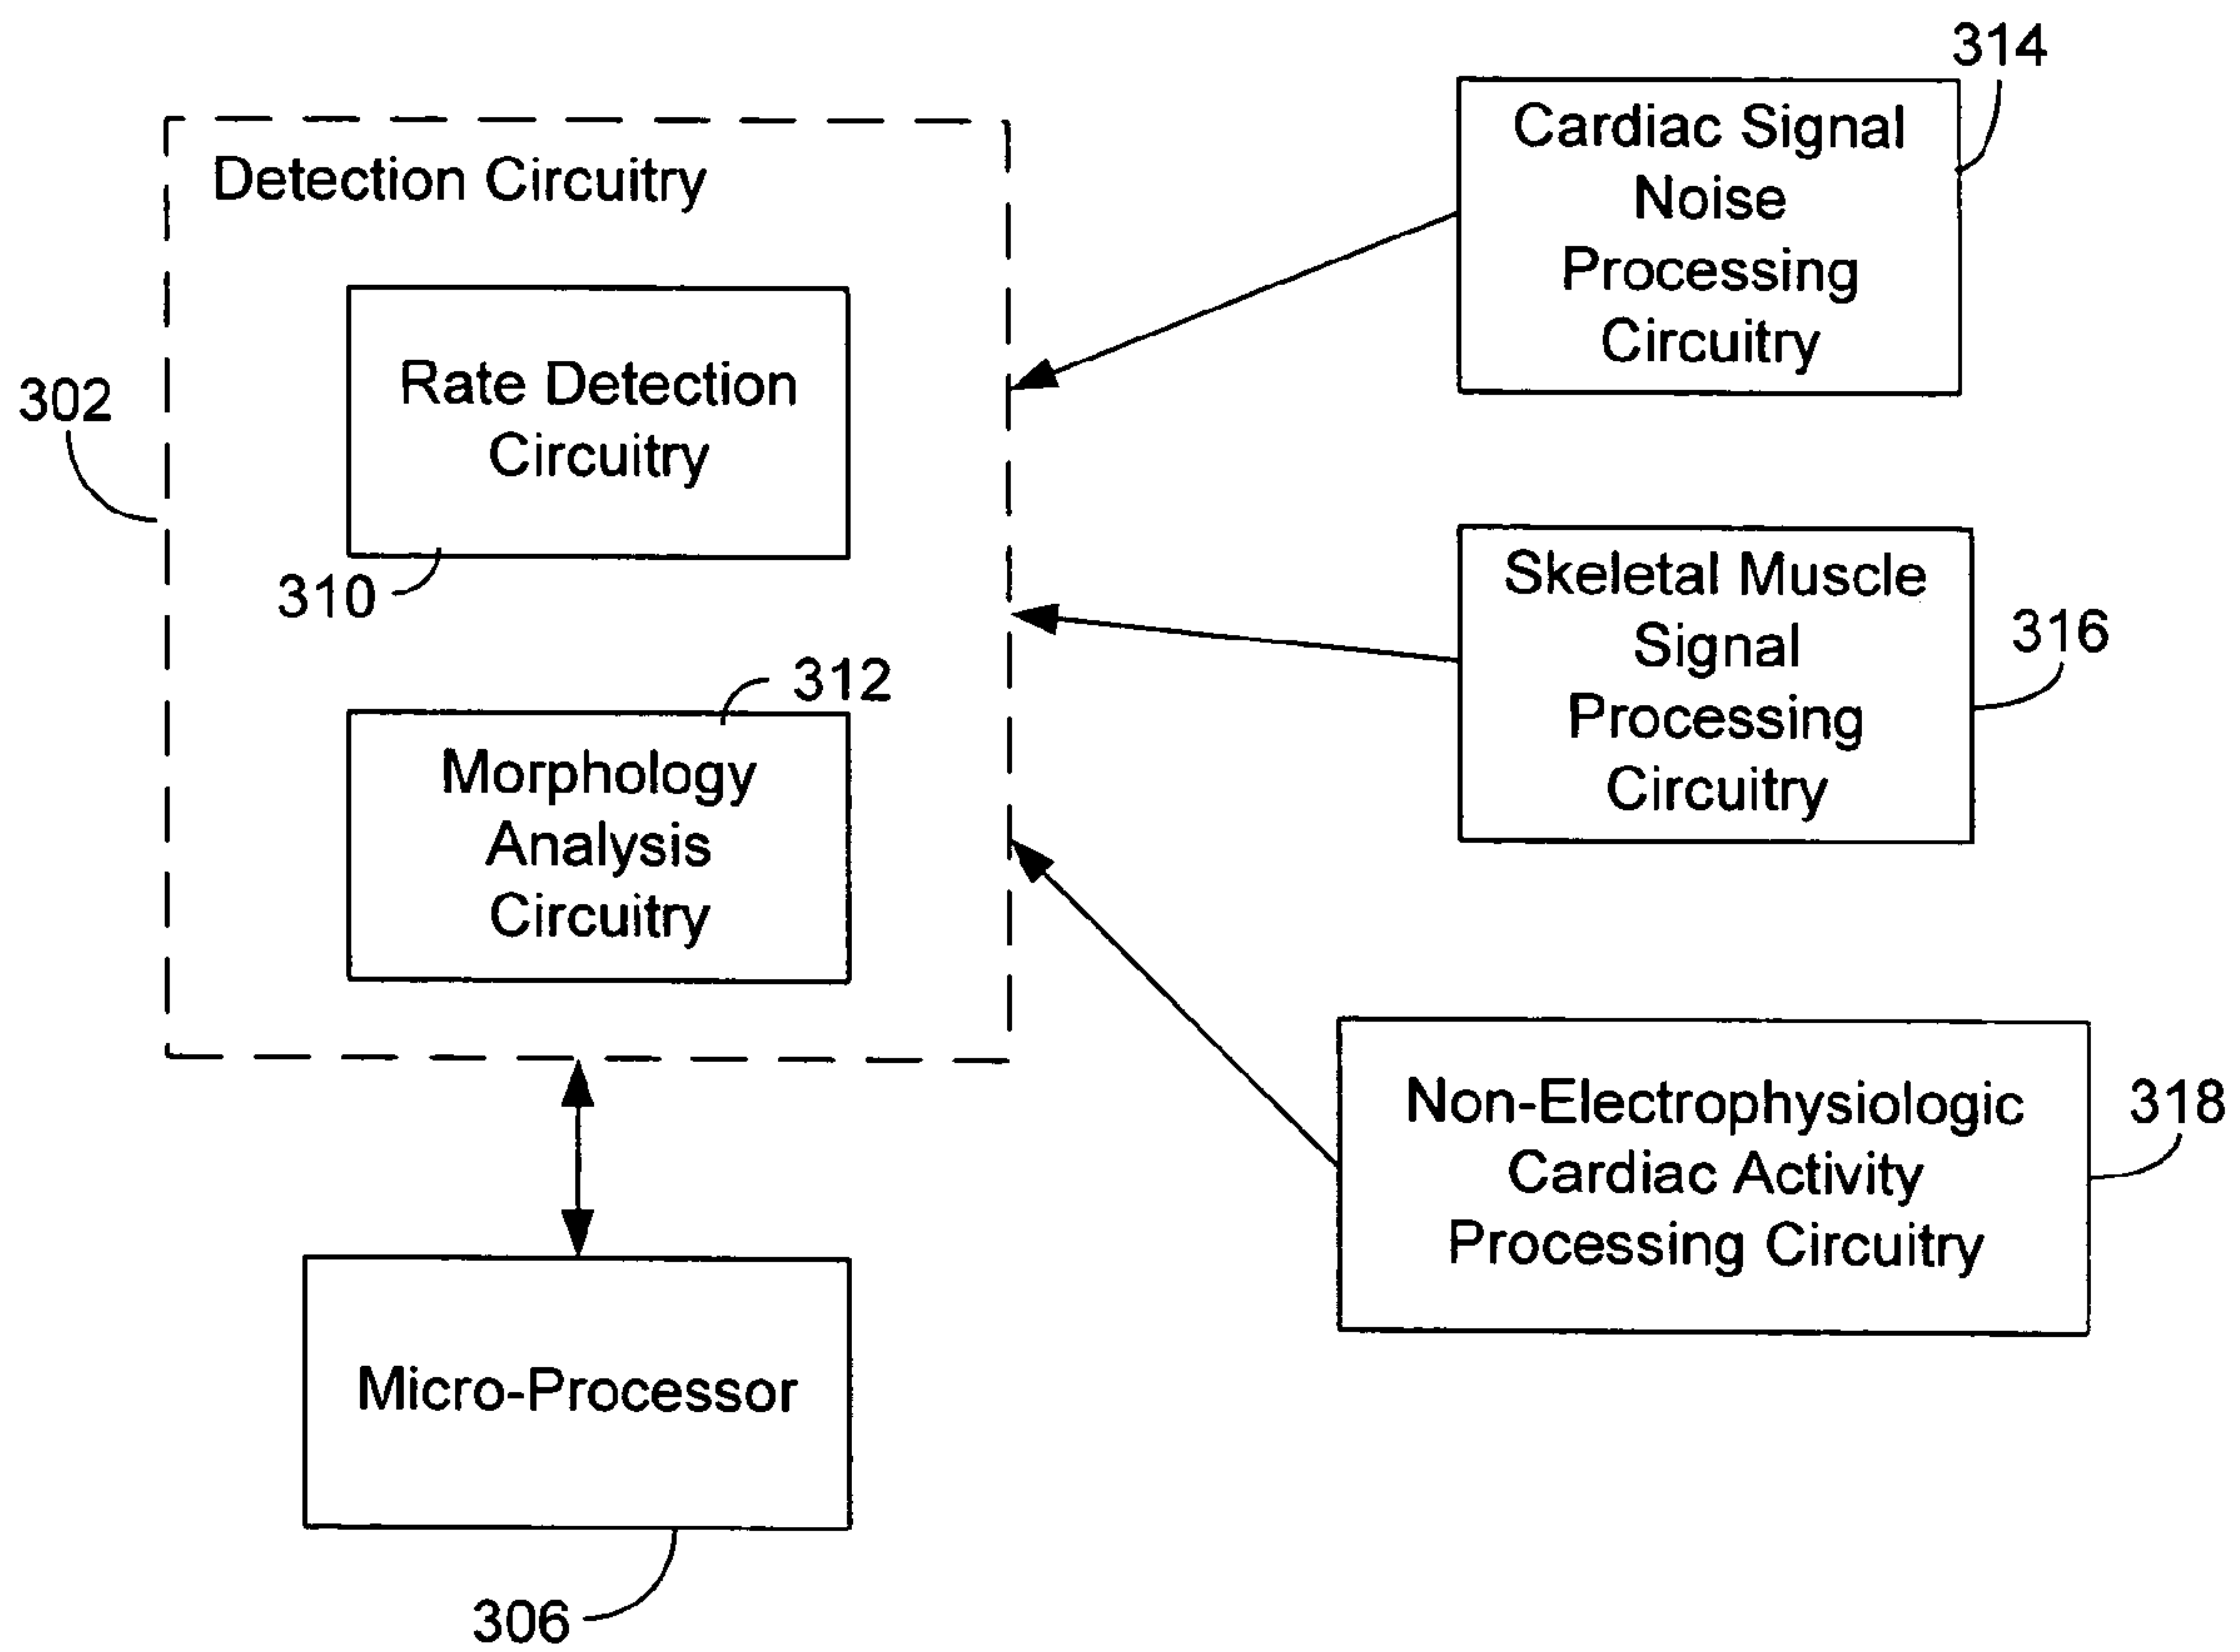 314
Cardiac Signal
Noise
Processing
Circuitry
Detection Circuitry
Rate Detection
Circuitry
302
310
Skeletal Muscle
Signal
Processing
Circuitry
316
312
Morphology
Analysis
Circuitry
Non-Electrophysiologic
Cardiac Activity
Processing Circuitry
318
Micro-Processor
306